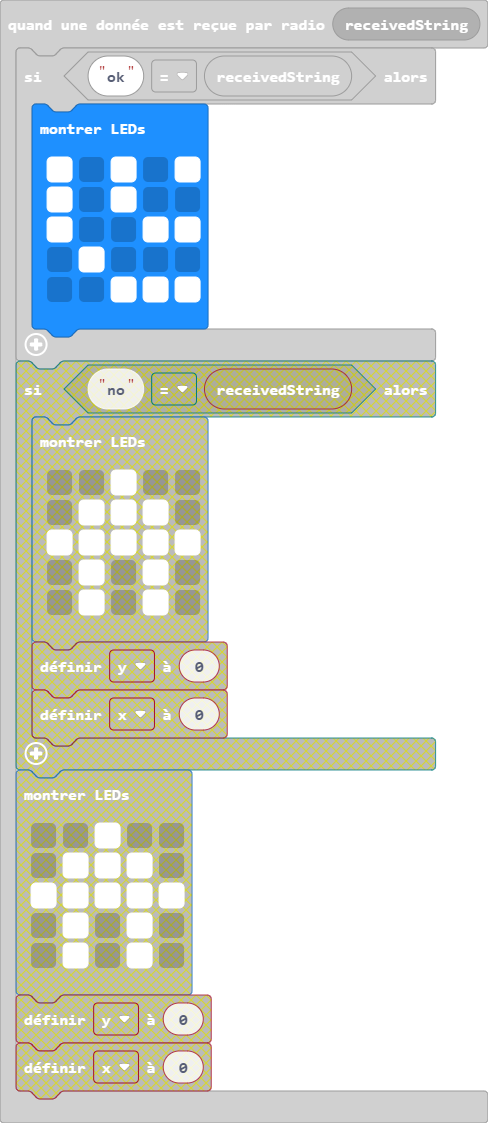 quand une donnée est reçue par radio receivedString
si "ok" = receivedString alors
montrer LEDs
si "no" = receivedString alors
montrer LEDs
définir y à 0
définir x à 0
montrer LEDs
définir y à 0
définir x à 0